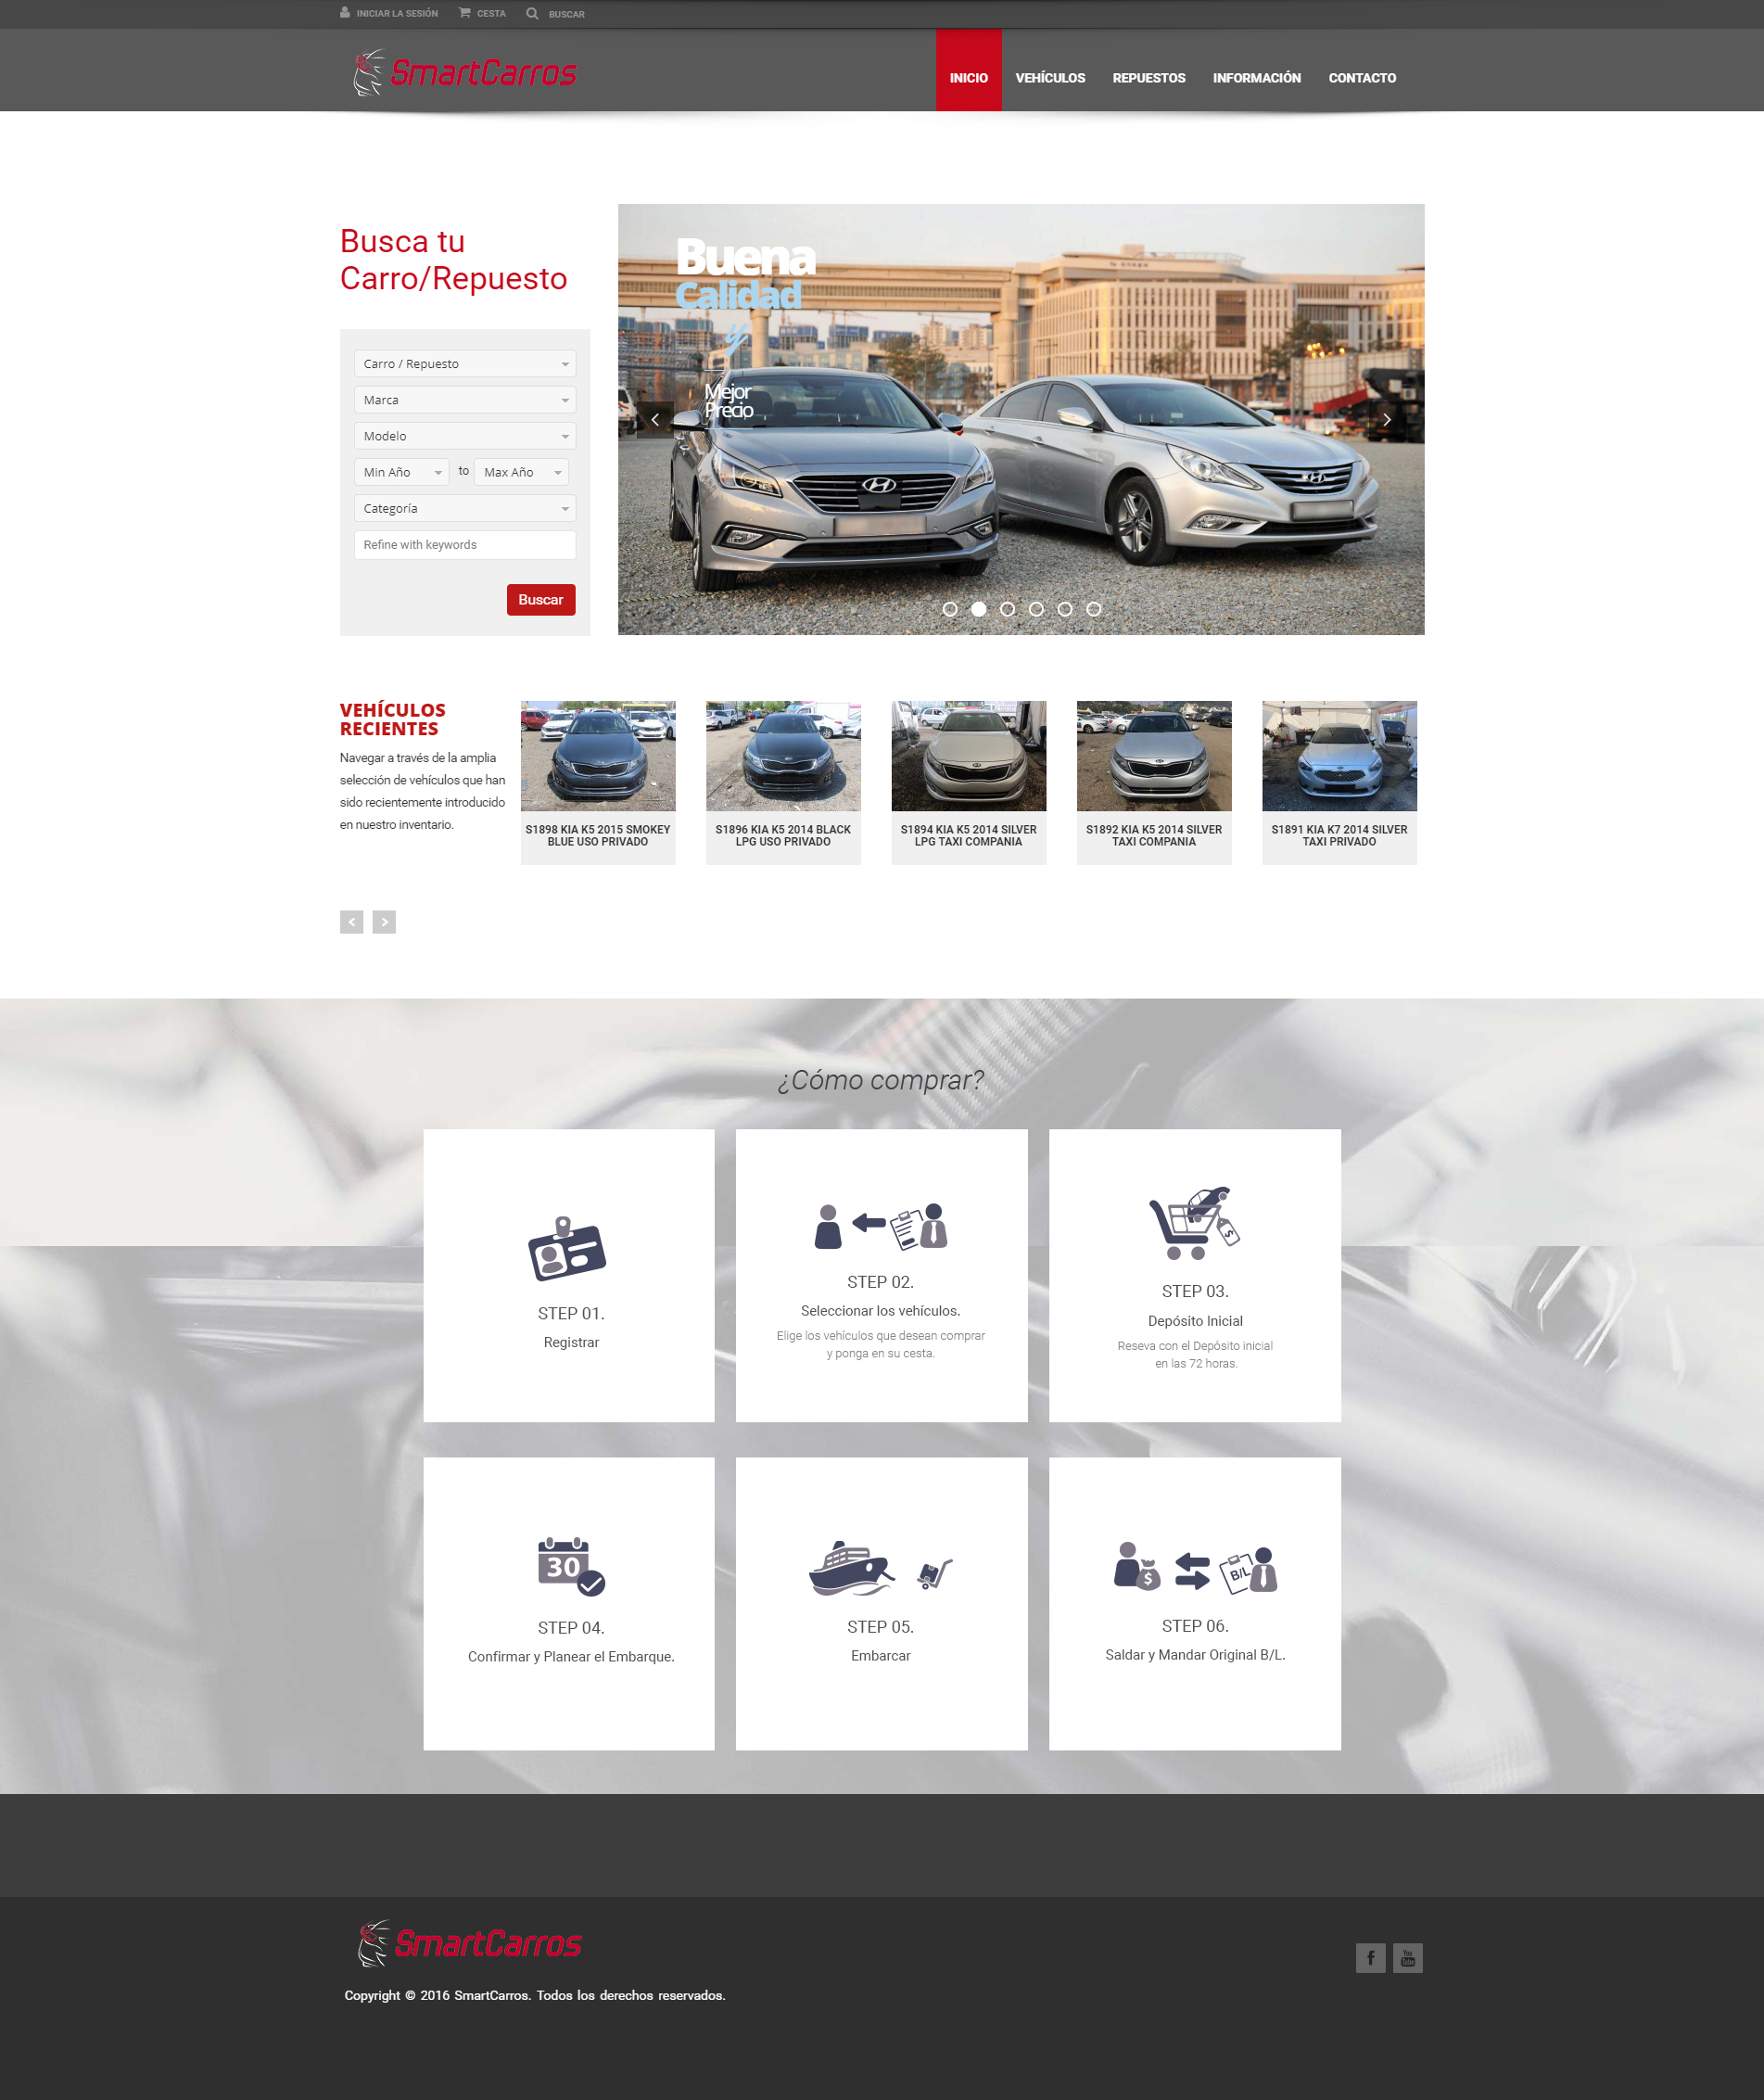 INICIAR LA SESIÓN CESTA BUSCAR
SmartCarros
INICIO VEHÍCULOS REPUESTOS INFORMACIÓN CONTACTO
Busca tu
Carro/Repuesto
Carro / Repuesto
Marca
Modelo
Min Año to Max Año
Categoría
Refine with keywords
Buscar
Buena
Calidad
y
Mejor
Precio
VEHÍCULOS
RECIENTES
Navegar a través de la amplia
selección de vehículos que han
sido recientemente introducido
en nuestro inventario.
S1898 KIA K5 2015 SMOKEY
BLUE USO PRIVADO
S1896 KIA K5 2014 BLACK
LPG USO PRIVADO
S1894 KIA K5 2014 SILVER
LPG TAXI COMPANIA
S1892 KIA K5 2014 SILVER
TAXI COMPANIA
S1891 KIA K7 2014 SILVER
TAXI PRIVADO
¿Cómo comprar?
STEP 01.
Registrar
STEP 02.
Seleccionar los vehículos.
Elige los vehículos que desean comprar
y ponga en su cesta.
$
STEP 03.
Depósito Inicial
Reseva con el Depósito inicial
en las 72 horas.
30
STEP 04.
Confirmar y Planear el Embarque.
STEP 05.
Embarcar
$ B/L
STEP 06.
Saldar y Mandar Original B/L.
SmartCarros
f You Tube
Copyright © 2016 SmartCarros. Todos los derechos reservados.